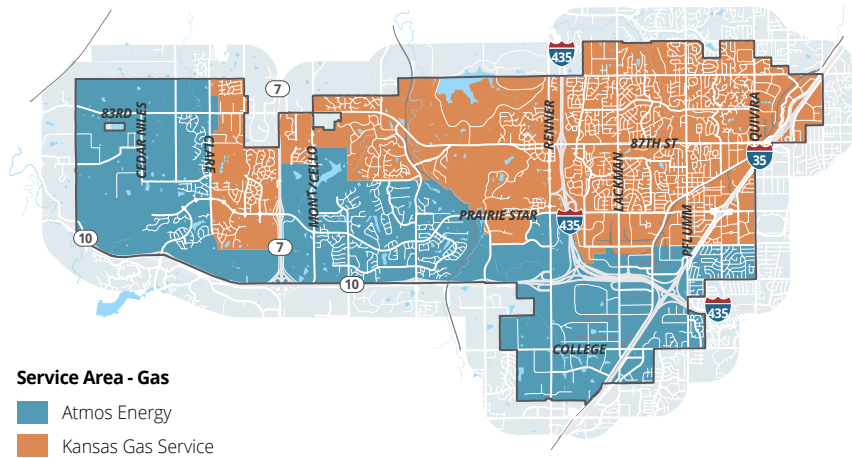 435
7
83RD
CEDAR NILES
CLARE
MONTICELLO
RENNER
87TH ST
LACKMAN
QUIVIRA
35
PRAIRIE STAR
435
PFLUMM
10
7
10
435
COLLEGE
Service Area - Gas
Atmos Energy
Kansas Gas Service